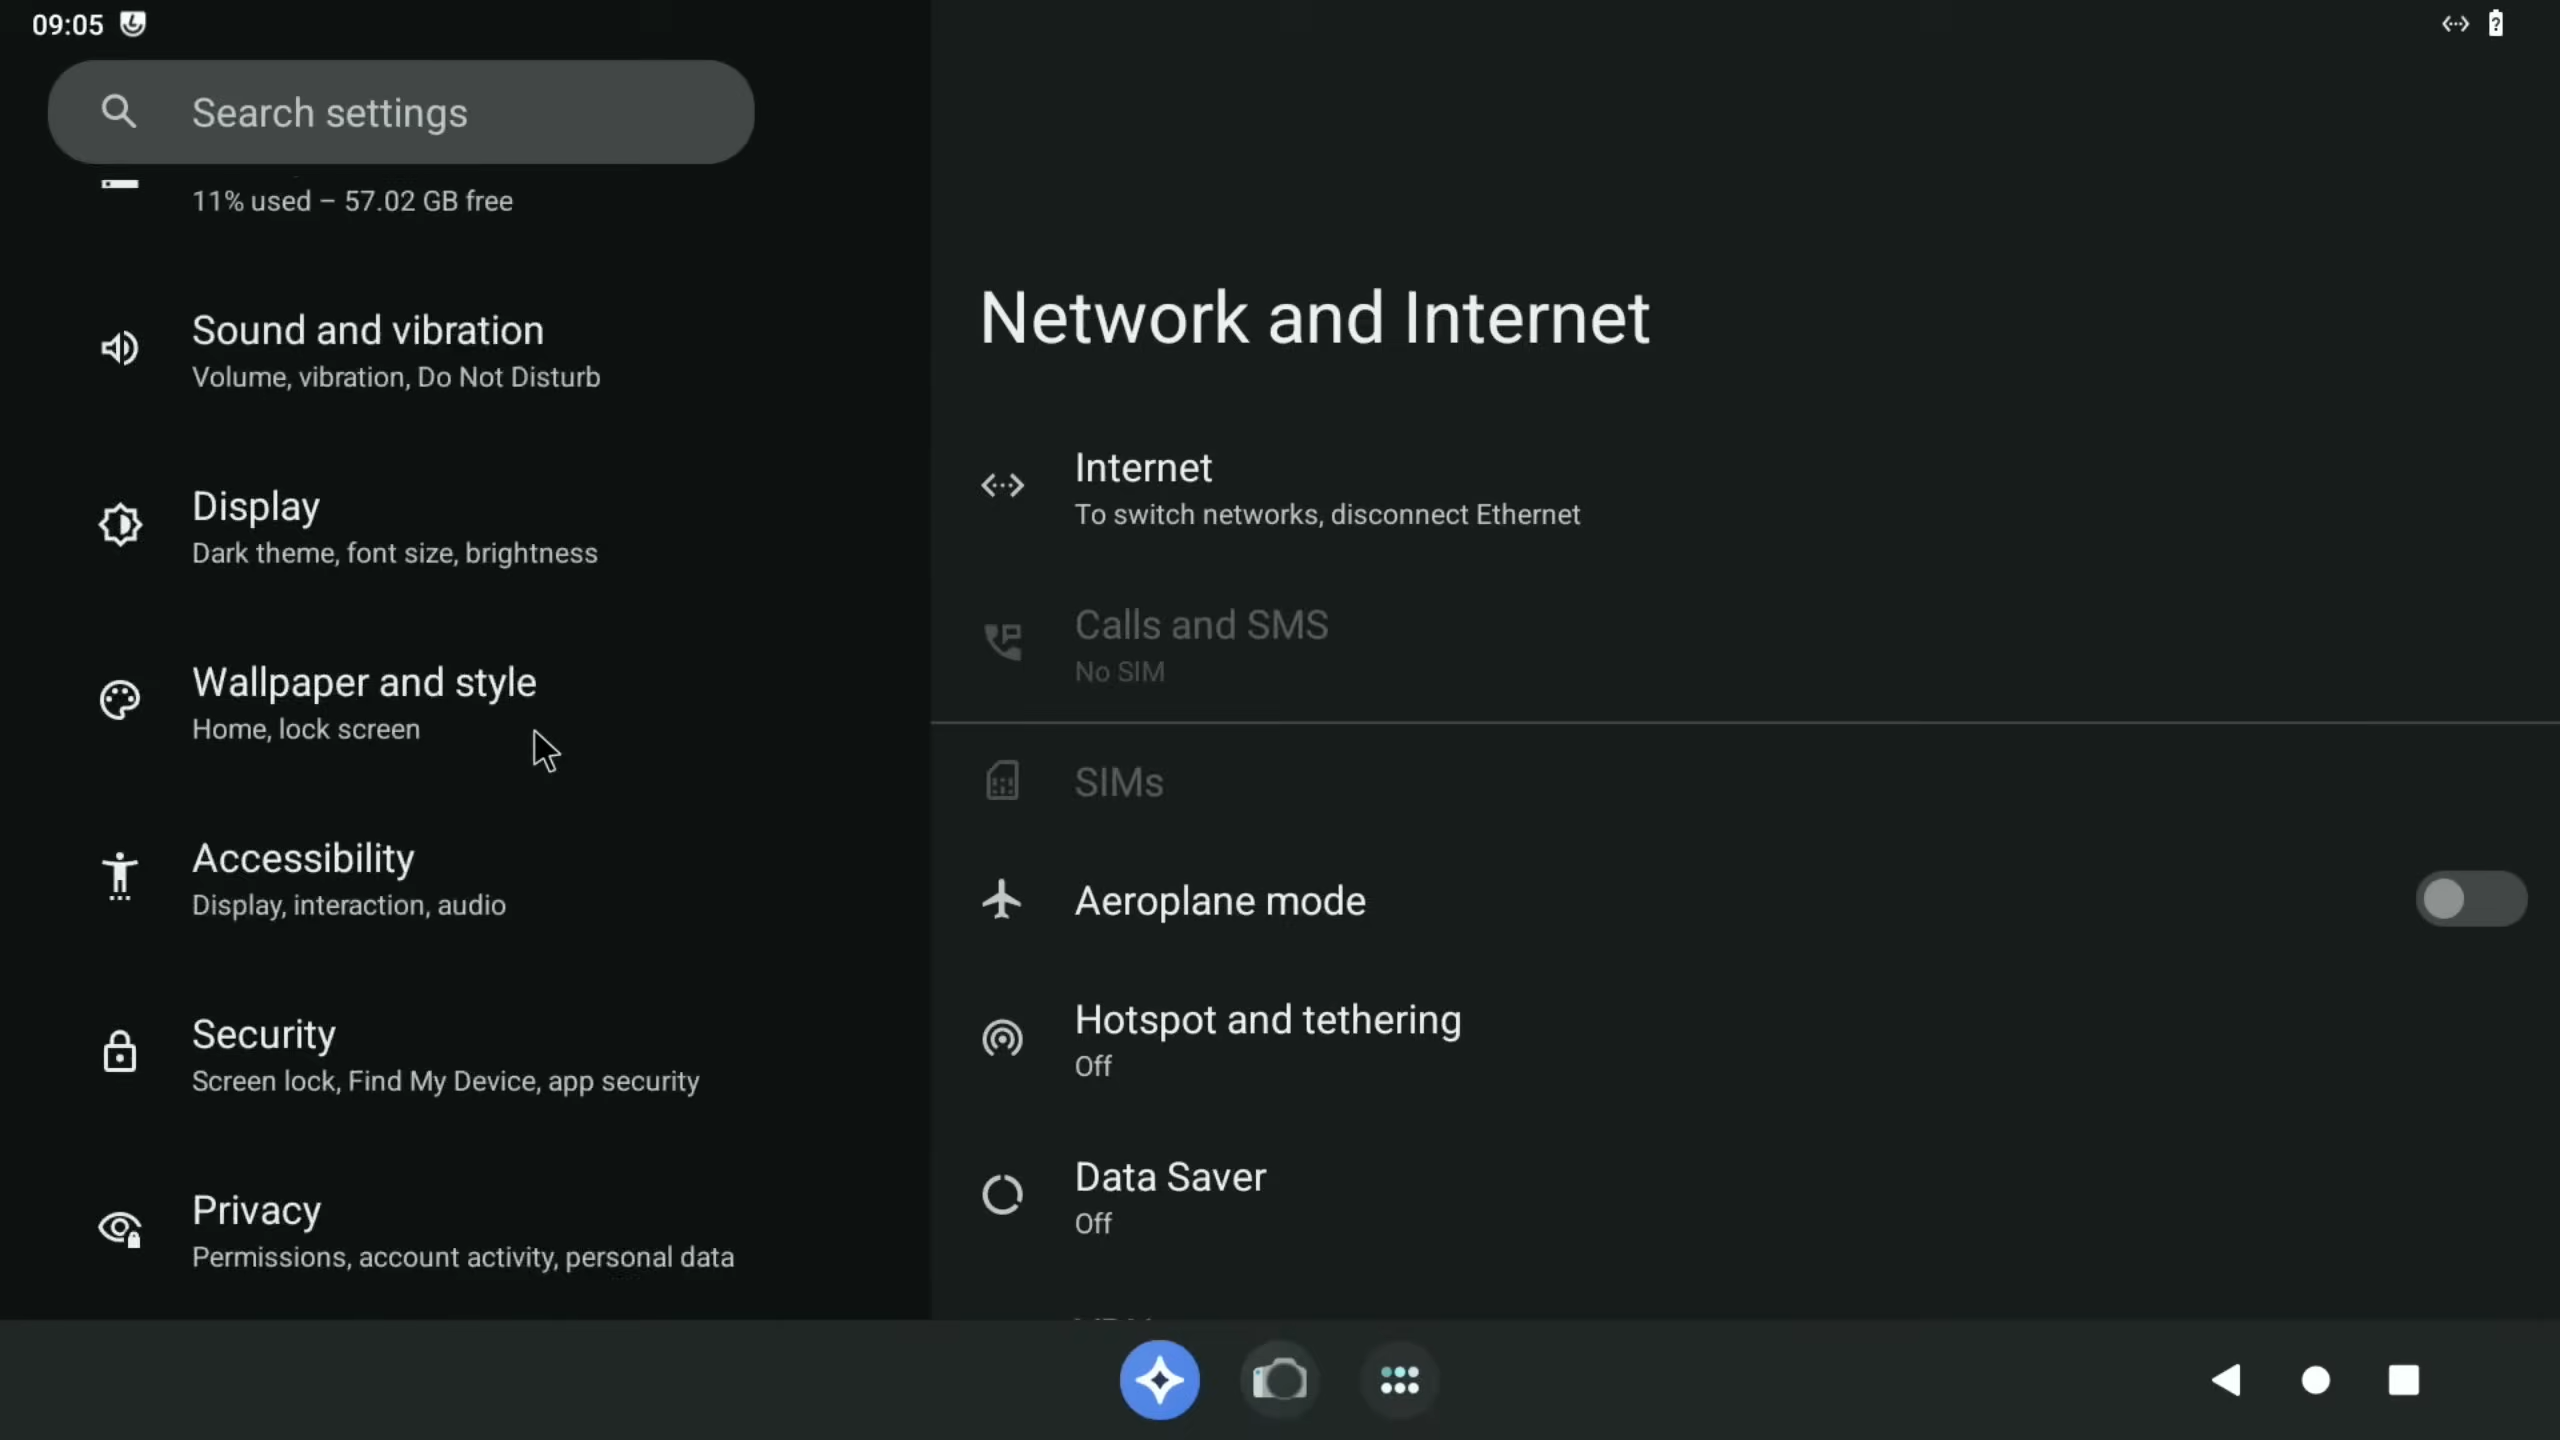 09:05
Search settings
11% used – 57.02 GB free
Sound and vibration
Volume, vibration, Do Not Disturb
Display
Dark theme, font size, brightness
Wallpaper and style
Home, lock screen
Accessibility
Display, interaction, audio
Security
Screen lock, Find My Device, app security
Privacy
Permissions, account activity, personal data
Network and Internet
Internet
To switch networks, disconnect Ethernet
Calls and SMS
No SIM
SIMs
Aeroplane mode
Hotspot and tethering
Off
Data Saver
Off